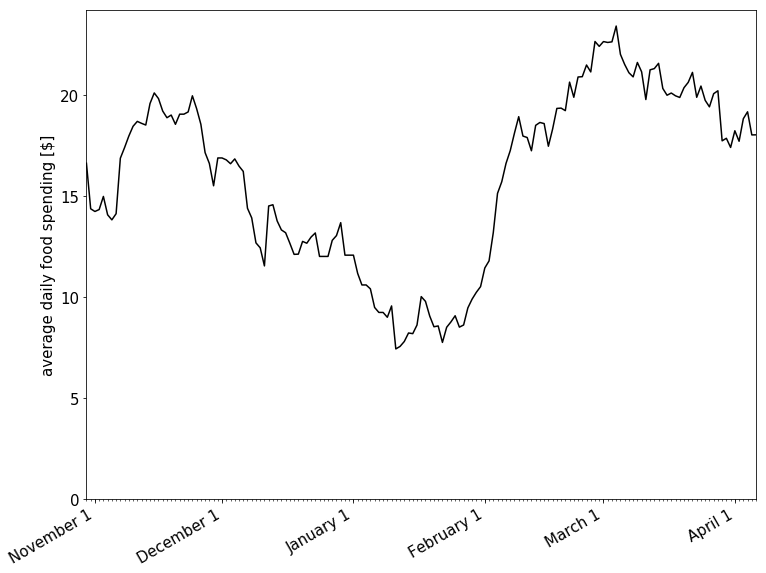 average daily food spending [$]
20
15
10
5
0
November 1
December 1
January 1
February 1
March 1
April 1